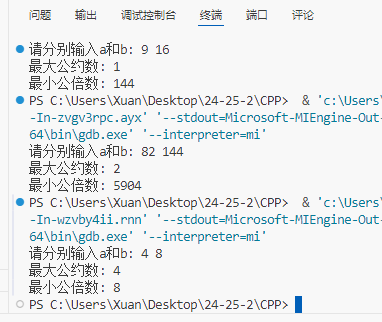 问题 输出 调试控制台 终端 端口 评论
请分别输入a和b: 9 16
最大公约数: 1
最小公倍数: 144
PS C:\Users\Xuan\Desktop\24-25-2\CPP>  & 'c:\Users
-In-zvgv3rpc.ayx' '--stdout=Microsoft-MIEngine-Out-
64\bin\gdb.exe' '--interpreter=mi'
请分别输入a和b: 82 144
最大公约数: 2
最小公倍数: 5904
PS C:\Users\Xuan\Desktop\24-25-2\CPP>  & 'c:\Users
-In-wzvby4ii.rnn' '--stdout=Microsoft-MIEngine-Out-
64\bin\gdb.exe' '--interpreter=mi'
请分别输入a和b: 4 8
最大公约数: 4
最小公倍数: 8
PS C:\Users\Xuan\Desktop\24-25-2\CPP>